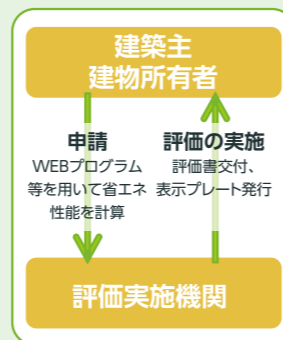 建築主
建物所有者
申請
WEBプログラム
等を用いて省エネ
性能を計算
評価の実施
評価書交付、
表示プレート発行
評価実施機関